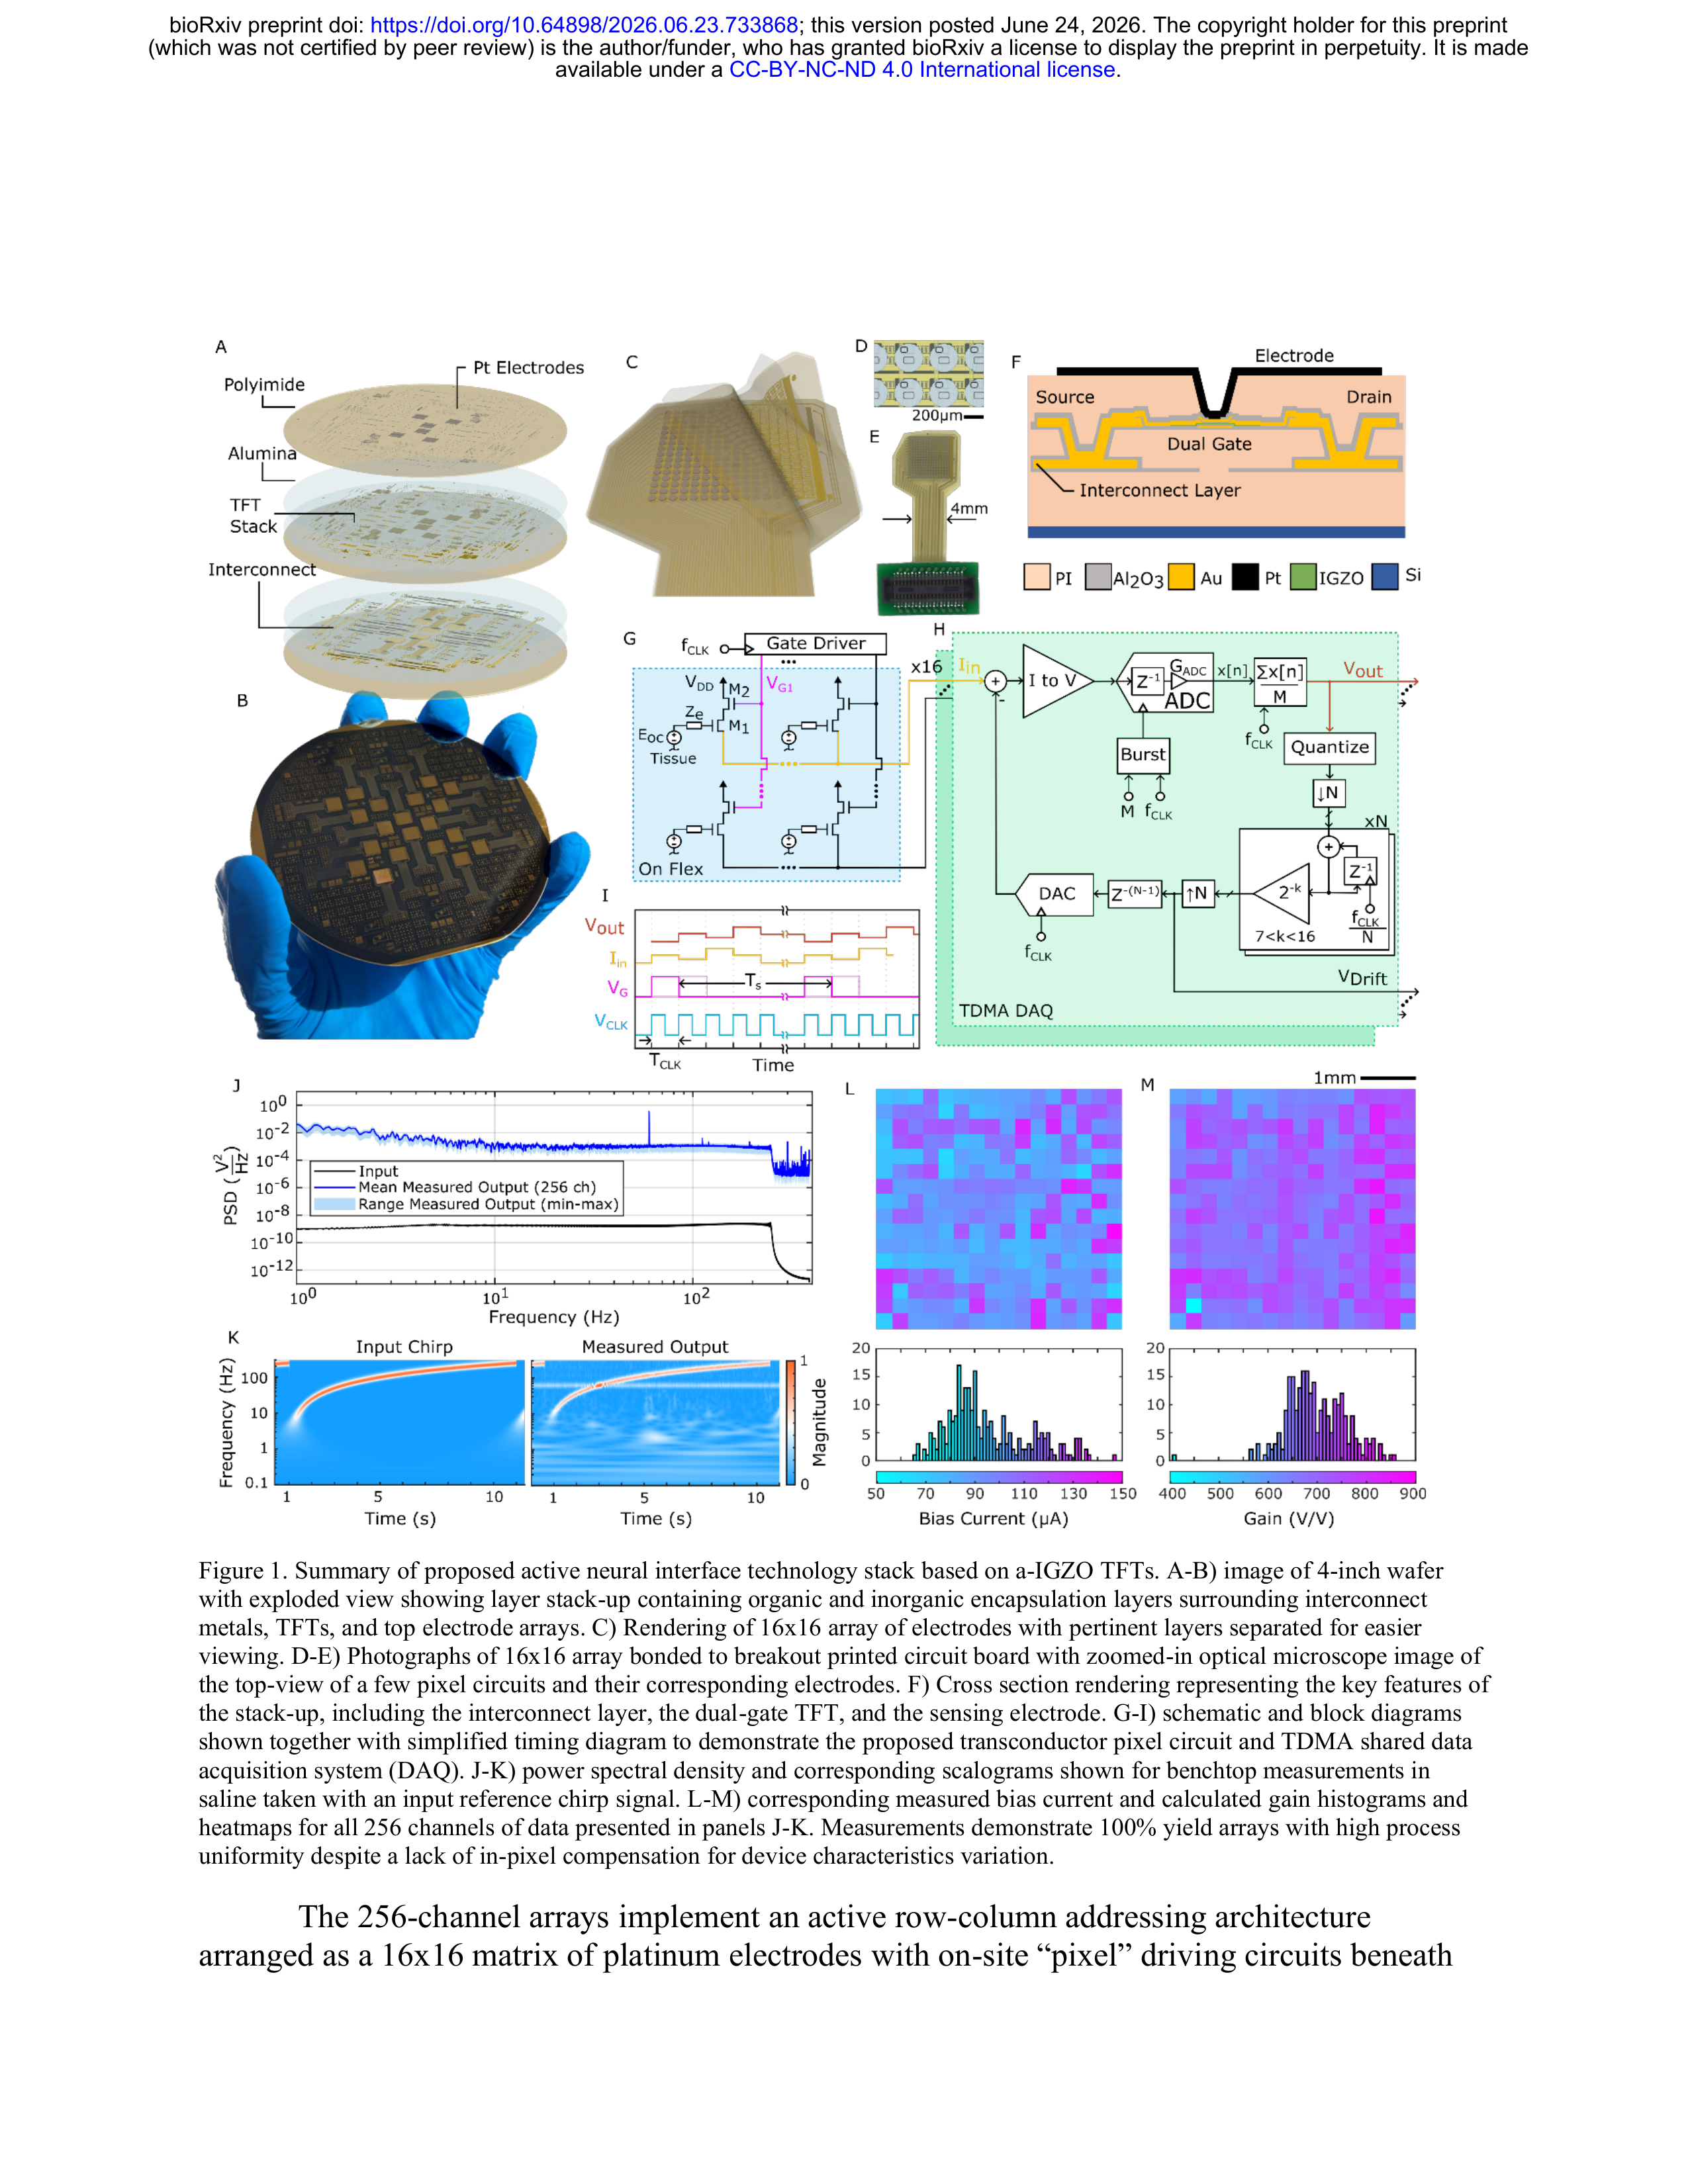 bioRxiv preprint doi: https://doi.org/10.64898/2026.06.23.733868; this version posted June 24, 2026. The copyright holder for this preprint
(which was not certified by peer review) is the author/funder, who has granted bioRxiv a license to display the preprint in perpetuity. It is made
available under a CC-BY-NC-ND 4.0 International license.
A
Pt Electrodes
Polyimide
Alumina
TFT
Stack
Interconnect
B
C
D
200µm
E
4mm
F
Electrode
Source
Drain
Dual Gate
Interconnect Layer
PI
Al2O3
Au
Pt
IGZO
Si
G
fCLK
Gate Driver
VDD
M2
VG1
Ze
M1
Eoc
Tissue
On Flex
x16
H
Iin
+
-
I to V
Z-1
GADC
ADC
x[n]
Σx[n]
M
Vout
fCLK
Burst
M fCLK
Quantize
↓N
xN
+
Z-1
2-k
fCLK
N
7<k<16
↑N
Z-(N-1)
DAC
fCLK
VDrift
TDMA DAQ
I
Vout
Iin
VG
Ts
VCLK
TCLK
Time
J
PSD (V2/Hz)
100
10-2
10-4
10-6
10-8
10-10
10-12
Input
Mean Measured Output (256 ch)
Range Measured Output (min-max)
100 101 102
Frequency (Hz)
K
Input Chirp
Measured Output
Frequency (Hz)
100
10
1
0.1
1 5 10
Time (s)
1 5 10
Time (s)
1
0
Magnitude
L
M
1mm
20
15
10
5
0
50 70 90 110 130 150
Bias Current (µA)
20
15
10
5
0
400 500 600 700 800 900
Gain (V/V)
Figure 1. Summary of proposed active neural interface technology stack based on a-IGZO TFTs. A-B) image of 4-inch wafer
with exploded view showing layer stack-up containing organic and inorganic encapsulation layers surrounding interconnect
metals, TFTs, and top electrode arrays. C) Rendering of 16x16 array of electrodes with pertinent layers separated for easier
viewing. D-E) Photographs of 16x16 array bonded to breakout printed circuit board with zoomed-in optical microscope image of
the top-view of a few pixel circuits and their corresponding electrodes. F) Cross section rendering representing the key features of
the stack-up, including the interconnect layer, the dual-gate TFT, and the sensing electrode. G-I) schematic and block diagrams
shown together with simplified timing diagram to demonstrate the proposed transconductor pixel circuit and TDMA shared data
acquisition system (DAQ). J-K) power spectral density and corresponding scalograms shown for benchtop measurements in
saline taken with an input reference chirp signal. L-M) corresponding measured bias current and calculated gain histograms and
heatmaps for all 256 channels of data presented in panels J-K. Measurements demonstrate 100% yield arrays with high process
uniformity despite a lack of in-pixel compensation for device characteristics variation.
The 256-channel arrays implement an active row-column addressing architecture
arranged as a 16x16 matrix of platinum electrodes with on-site “pixel” driving circuits beneath